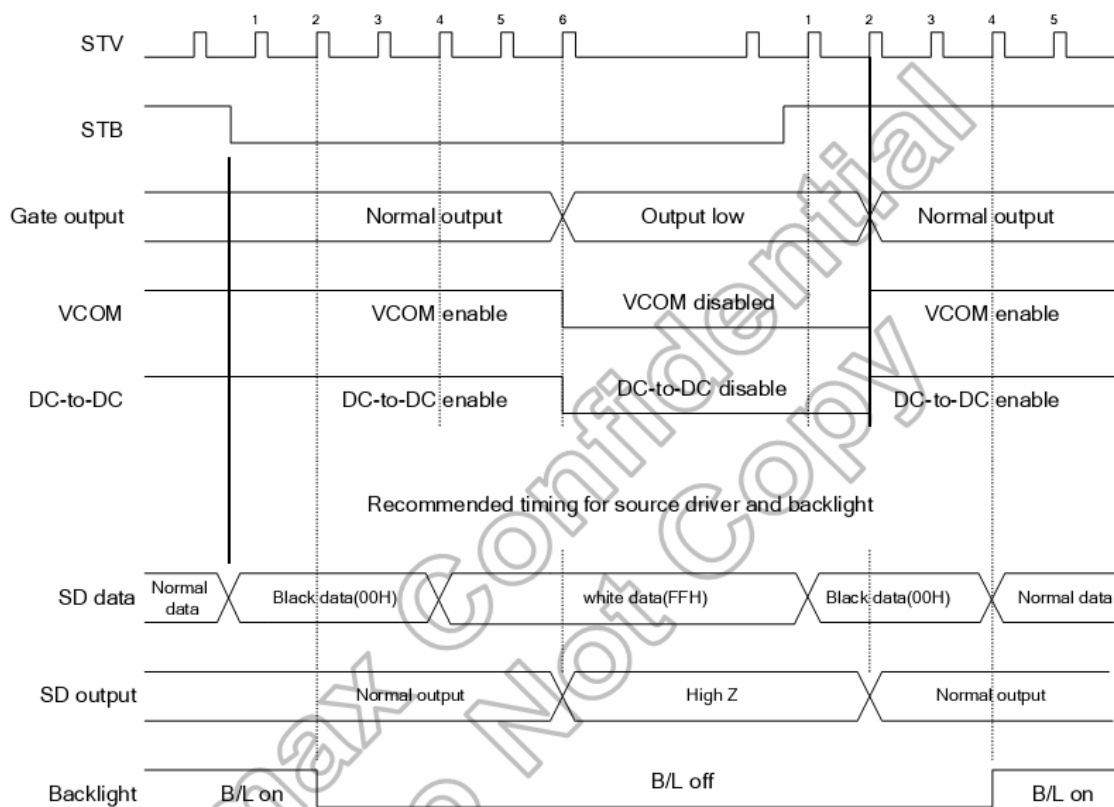 1 2 3 4 5 6 1 2 3 4 5
STV
STB
Gate output Normal output Output low Normal output
VCOM VCOM enable VCOM disabled VCOM enable
DC-to-DC DC-to-DC enable DC-to-DC disable DC-to-DC enable
Recommended timing for source driver and backlight
SD data Normal data Black data(00H) white data(FFH) Black data(00H) Normal data
SD output Normal output High Z Normal output
Backlight B/L on B/L off B/L on
max Confidential
o Not Copy